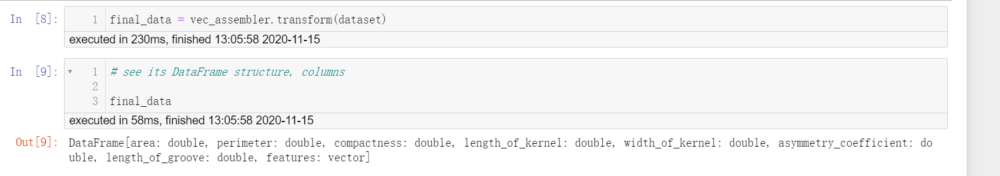 In [8]: 1 final_data = vec_assembler.transform(dataset)
executed in 230ms, finished 13:05:58 2020-11-15
In [9]: 1 # see its DataFrame structure, columns
2
3 final_data
executed in 58ms, finished 13:05:58 2020-11-15
Out[9]: DataFrame[area: double, perimeter: double, compactness: double, length_of_kernel: double, width_of_kernel: double, asymmetry_coefficient: do
uble, length_of_groove: double, features: vector]